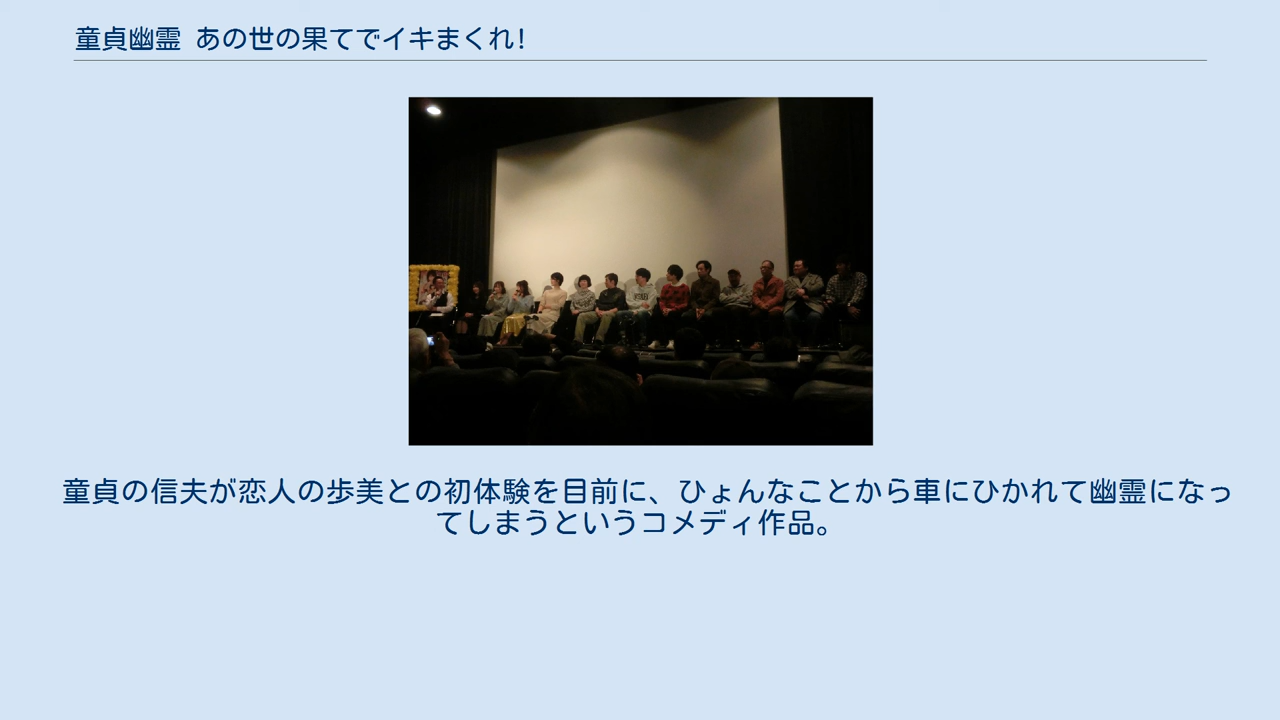 童貞幽霊 あの世の果てでイキまくれ!
童貞の信夫が恋人の歩美との初体験を目前に、ひょんなことから車にひかれて幽霊になっ
てしまうというコメディ作品。